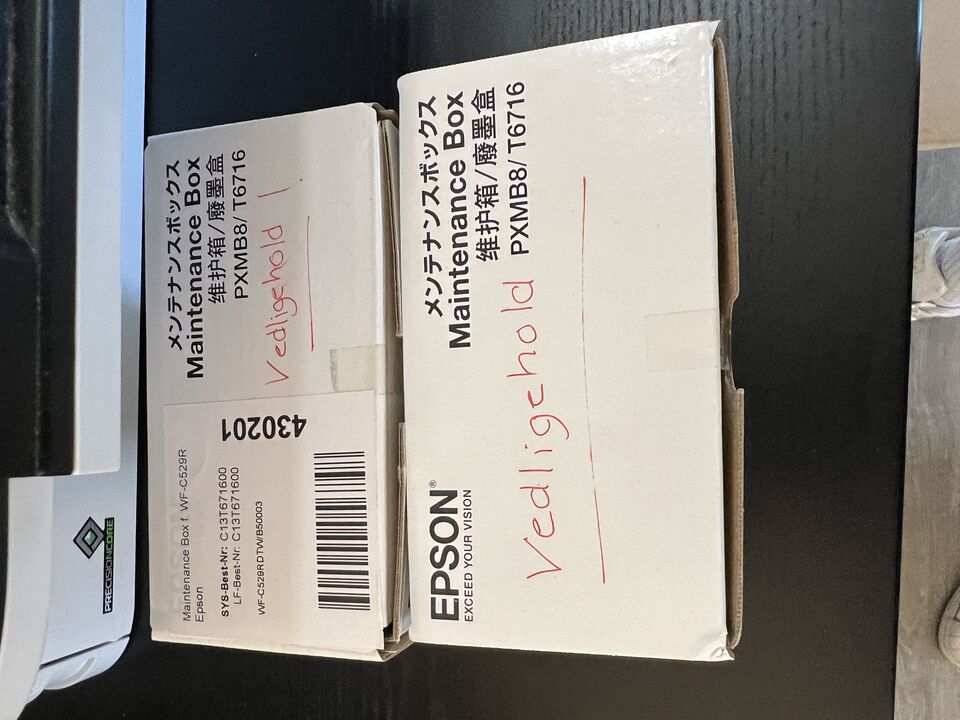 メンテナンスボックス
Maintenance Box
维护箱/廢墨盒
PXMB8/ T6716
Vedligehold
Maintenance Box f. WF-C529R
Epson
SYS-Best-Nr: C13T671600
LF-Best-Nr: C13T671600
WF-C529RDTW/B50003
430201
メンテナンスボックス
Maintenance Box
维护箱/廢墨盒
PXMB8/ T6716
Vedligehold
EPSON®
EXCEED YOUR VISION
PRECISIONCORE